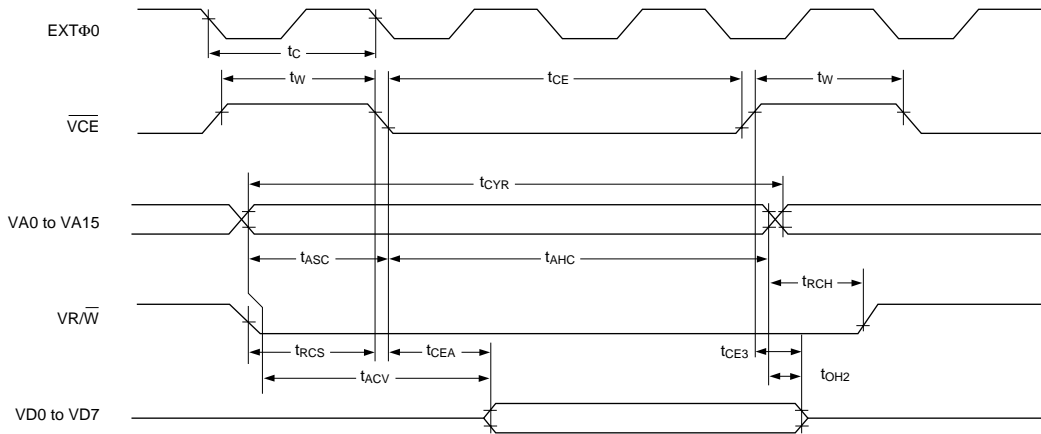 EXTΦ0
tC
tW
tCE
tW
VCE
tCYR
VA0 to VA15
tASC
tAHC
tRCH
VR/W
tRCS
tCEA
tCE3
tACV
tOH2
VD0 to VD7